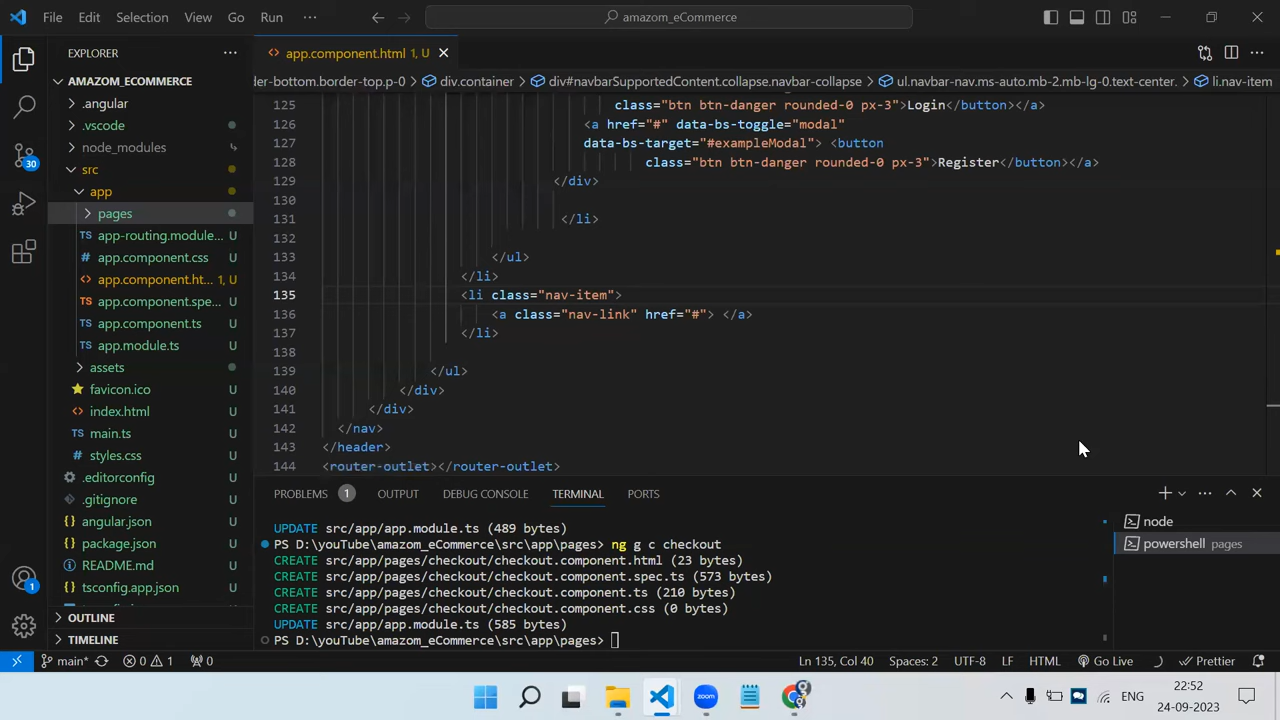 File Edit Selection View Go Run ··· amazom_eCommerce
EXPLORER ···
AMAZOM_ECOMMERCE
.angular
.vscode
node_modules
src
app
pages
TS app-routing.module... U
# app.component.css U
<> app.component.ht... 1, U
TS app.component.spe... U
TS app.component.ts U
TS app.module.ts U
assets
favicon.ico U
<> index.html U
TS main.ts U
# styles.css U
.editorconfig U
.gitignore U
{} angular.json U
{} package.json U
README.md U
tsconfig.app.json U
OUTLINE
TIMELINE
30
1
<> app.component.html 1, U
der-bottom.border-top.p-0 > div.container > div#navbarSupportedContent.collapse.navbar-collapse > ul.navbar-nav.ms-auto.mb-2.mb-lg-0.text-center. > li.nav-item
125 class="btn btn-danger rounded-0 px-3">Login</button></a>
126 <a href="#" data-bs-toggle="modal"
127 data-bs-target="#exampleModal"> <button
128 class="btn btn-danger rounded-0 px-3">Register</button></a>
129 </div>
130
131 </li>
132
133 </ul>
134 </li>
135 <li class="nav-item">
136 <a class="nav-link" href="#"> </a>
137 </li>
138
139 </ul>
140 </div>
141 </div>
142 </nav>
143 </header>
144 <router-outlet></router-outlet>
PROBLEMS 1 OUTPUT DEBUG CONSOLE TERMINAL PORTS
UPDATE src/app/app.module.ts (489 bytes)
PS D:\youTube\amazom_eCommerce\src\app\pages> ng g c checkout
CREATE src/app/pages/checkout/checkout.component.html (23 bytes)
CREATE src/app/pages/checkout/checkout.component.spec.ts (573 bytes)
CREATE src/app/pages/checkout/checkout.component.ts (210 bytes)
CREATE src/app/pages/checkout/checkout.component.css (0 bytes)
UPDATE src/app/app.module.ts (585 bytes)
PS D:\youTube\amazom_eCommerce\src\app\pages>
node
powershell pages
main* 0 1 0 Ln 135, Col 40 Spaces: 2 UTF-8 LF HTML Go Live Prettier
zoom
ENG
22:52
24-09-2023